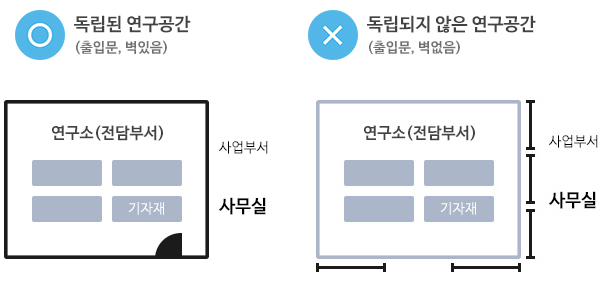 독립된 연구공간
(출입문, 벽있음)
연구소(전담부서)
기자재
사업부서
사무실
독립되지 않은 연구공간
(출입문, 벽없음)
연구소(전담부서)
기자재
사업부서
사무실